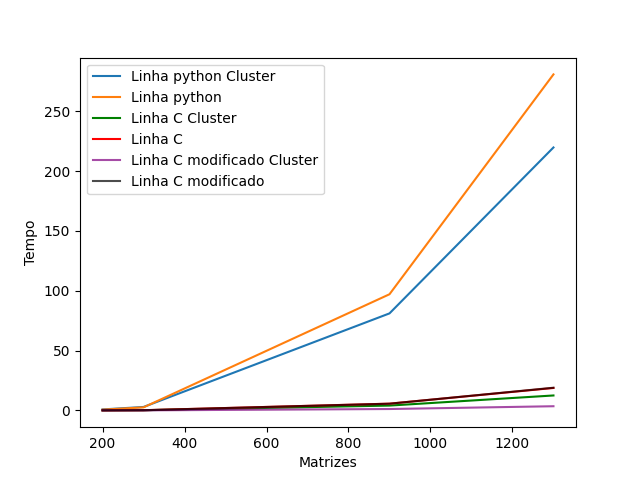 Linha python Cluster
Linha python
Linha C Cluster
Linha C
Linha C modificado Cluster
Linha C modificado
250
200
150
100
50
0
Tempo
200 400 600 800 1000 1200
Matrizes